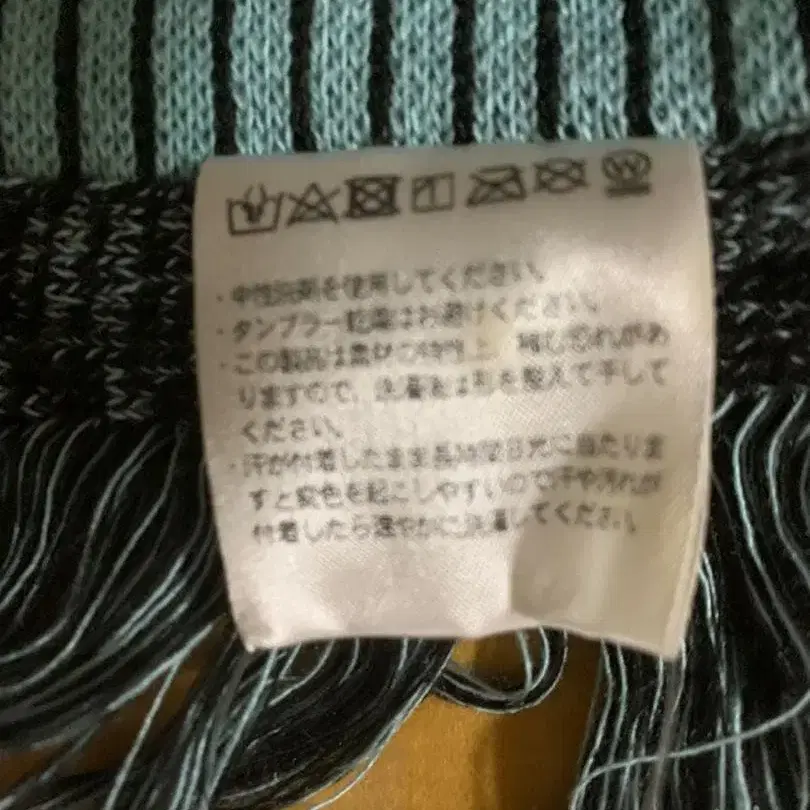 ・中性洗剤を使用してください。
・タンブラー乾燥はお避けください。
・この製品は素材の特性上、縮む恐れがあ
りますので、洗濯後は形を整えて干して
ください。
・汗が付着したまま長時間日光に当たりま
すと変色を起こしやすいので汗や汚れが
付着したら速やかに洗濯してください。